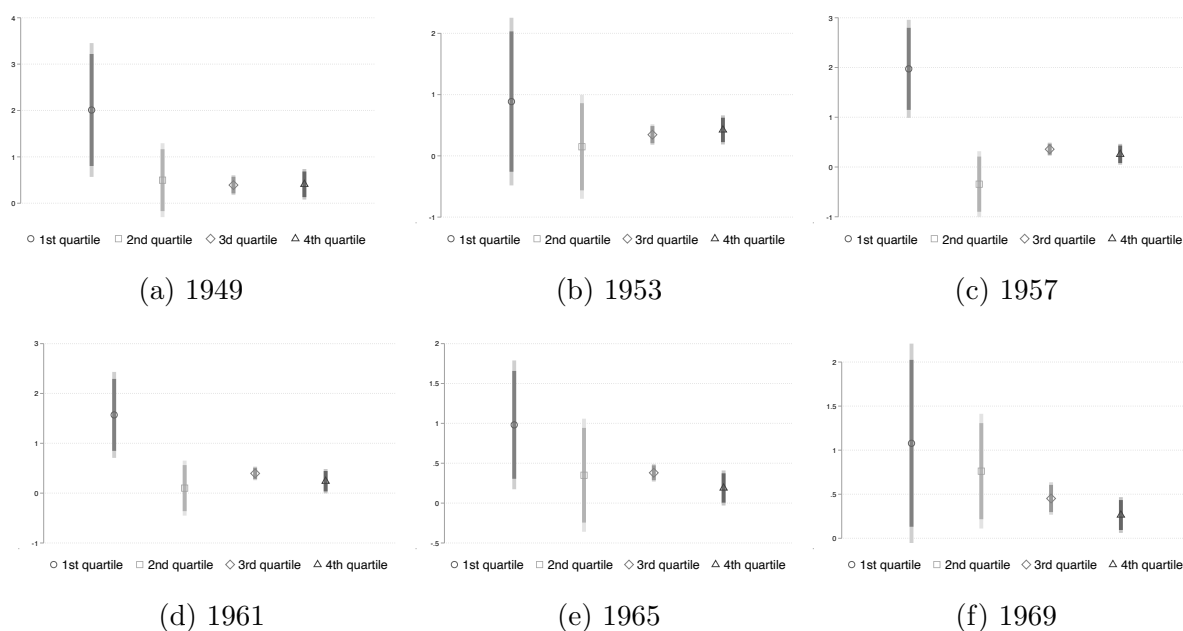 4
3
2
1
0
○ 1st quartile □ 2nd quartile ◇ 3d quartile △ 4th quartile
(a) 1949
2
1
0
-1
○ 1st quartile □ 2nd quartile ◇ 3rd quartile △ 4th quartile
(b) 1953
3
2
1
0
-1
○ 1st quartile □ 2nd quartile ◇ 3rd quartile △ 4th quartile
(c) 1957
3
2
1
0
-1
○ 1st quartile □ 2nd quartile ◇ 3rd quartile △ 4th quartile
(d) 1961
2
1.5
1
.5
0
-.5
○ 1st quartile □ 2nd quartile ◇ 3rd quartile △ 4th quartile
(e) 1965
2
1.5
1
.5
0
○ 1st quartile □ 2nd quartile ◇ 3rd quartile △ 4th quartile
(f) 1969